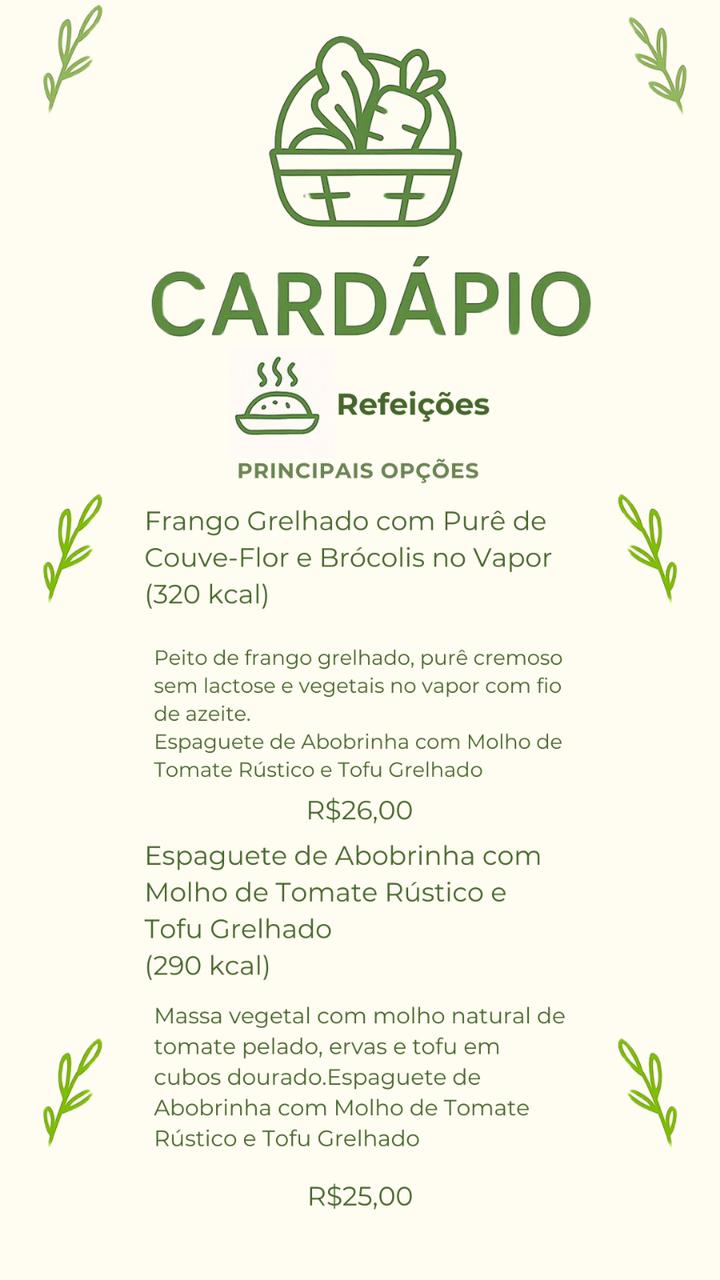 CARDÁPIO
Refeições
PRINCIPAIS OPÇÕES
Frango Grelhado com Purê de
Couve-Flor e Brócolis no Vapor
(320 kcal)
Peito de frango grelhado, purê cremoso
sem lactose e vegetais no vapor com fio
de azeite.
Espaguete de Abobrinha com Molho de
Tomate Rústico e Tofu Grelhado
R$26,00
Espaguete de Abobrinha com
Molho de Tomate Rústico e
Tofu Grelhado
(290 kcal)
Massa vegetal com molho natural de
tomate pelado, ervas e tofu em
cubos dourado.Espaguete de
Abobrinha com Molho de Tomate
Rústico e Tofu Grelhado
R$25,00